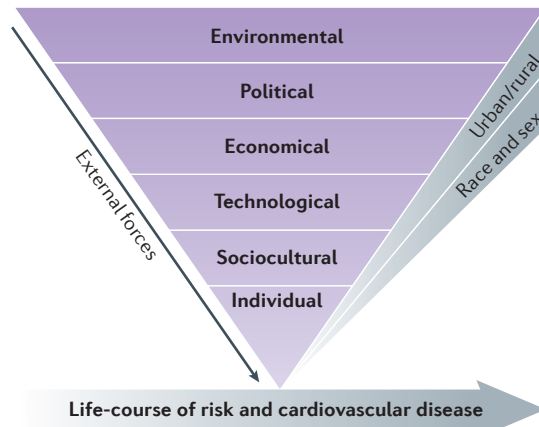 Environmental
Political
Economical
Technological
Sociocultural
Individual
External forces
Urban/rural
Race and sex
Life-course of risk and cardiovascular disease